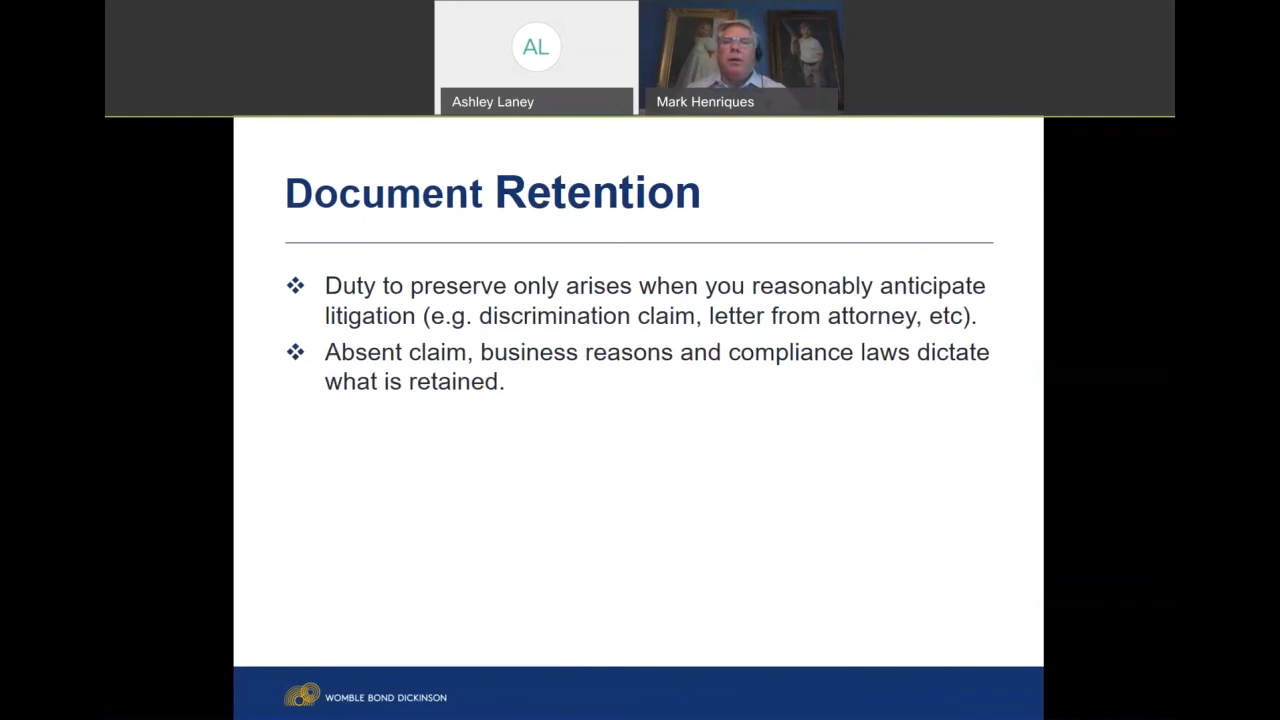 AL
Ashley Laney
Mark Henriques
Document Retention
❖ Duty to preserve only arises when you reasonably anticipate
litigation (e.g. discrimination claim, letter from attorney, etc).
❖ Absent claim, business reasons and compliance laws dictate
what is retained.
WOMBLE BOND DICKINSON